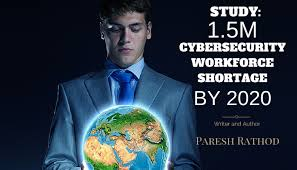 STUDY:
1.5M
CYBERSECURITY
WORKFORCE
SHORTAGE
BY 2020
Writer and Author
PARESH RATHOD